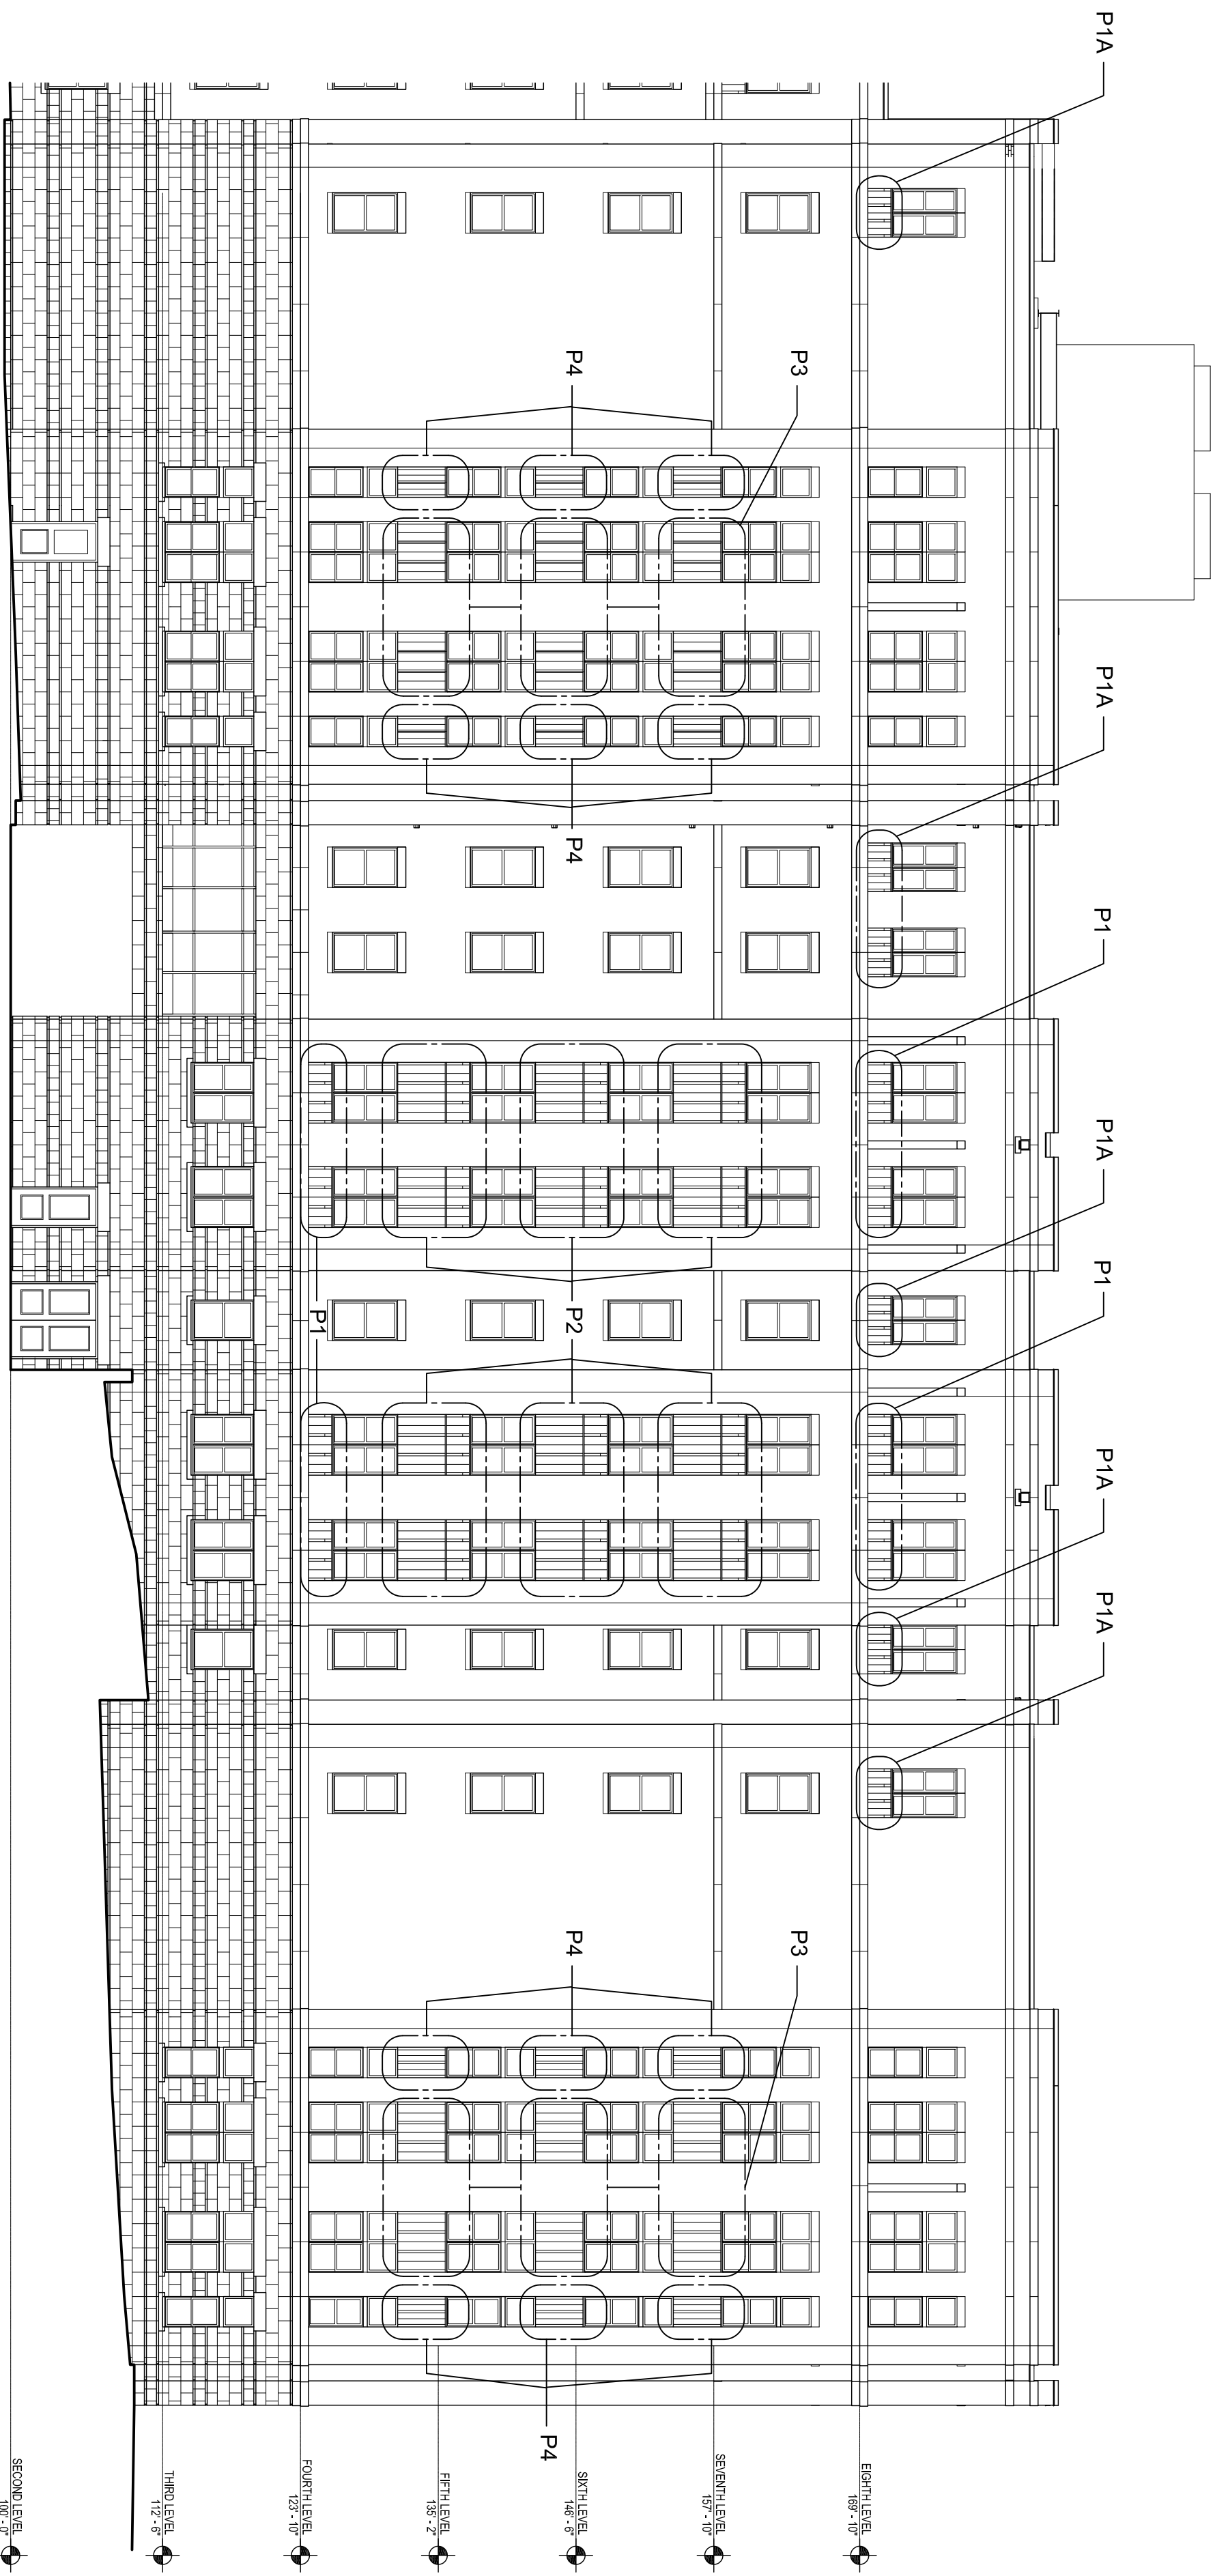 P1A
P1A
P1
P1A
P1
P1A
P1A
EIGHTH LEVEL
169' - 10"
P3
P3
SEVENTH LEVEL
157' - 10"
P4
P4
P2
P4
SIXTH LEVEL
146' - 6"
P4
FIFTH LEVEL
135' - 2"
P1
FOURTH LEVEL
123' - 10"
THIRD LEVEL
112' - 6"
SECOND LEVEL
100' - 0"